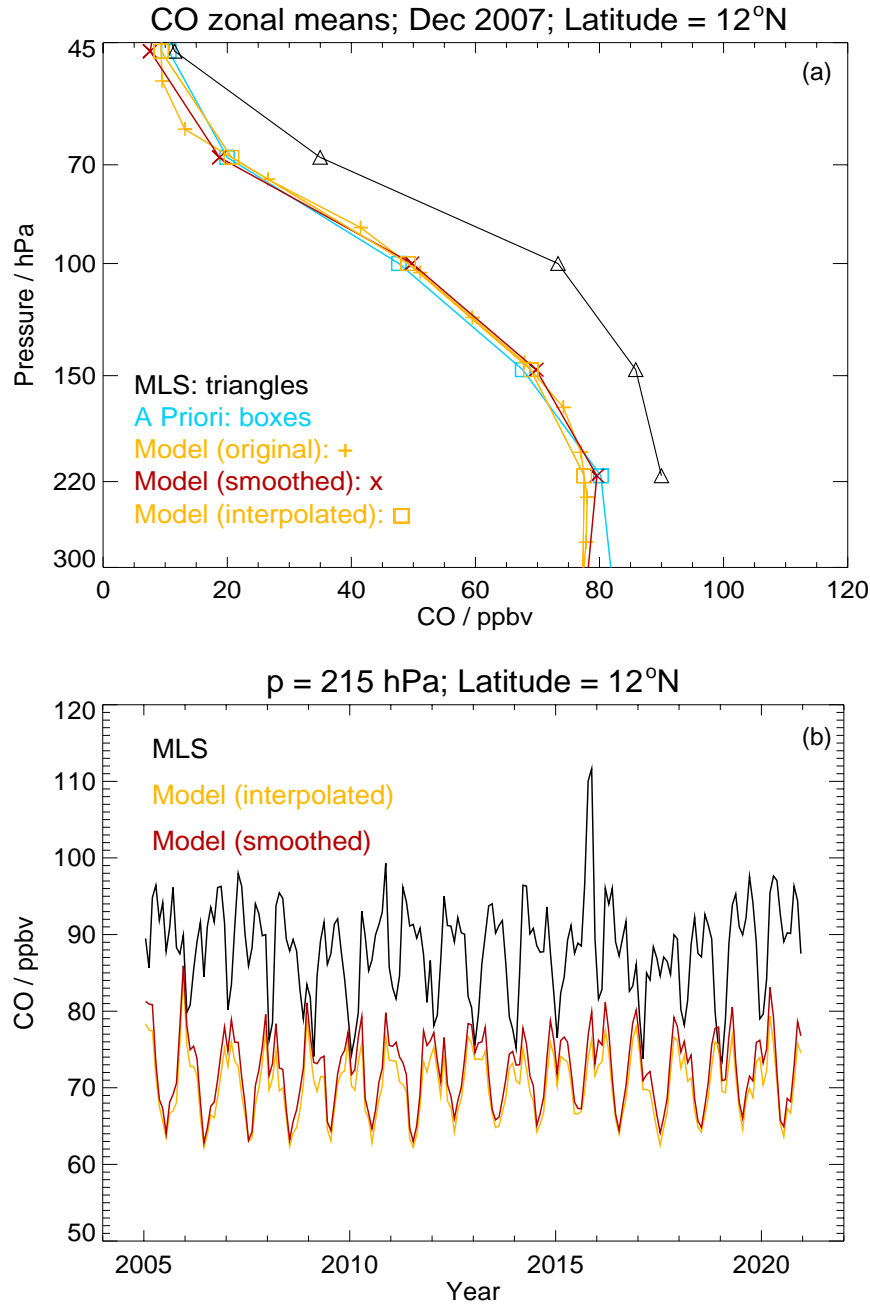 CO zonal means; Dec 2007; Latitude = 12°N
(a)
45
70
100
150
220
300
Pressure / hPa
MLS: triangles
A Priori: boxes
Model (original): +
Model (smoothed): x
Model (interpolated): □
0 20 40 60 80 100 120
CO / ppbv
p = 215 hPa; Latitude = 12°N
(b)
120
110
100
90
80
70
60
50
CO / ppbv
MLS
Model (interpolated)
Model (smoothed)
2005 2010 2015 2020
Year